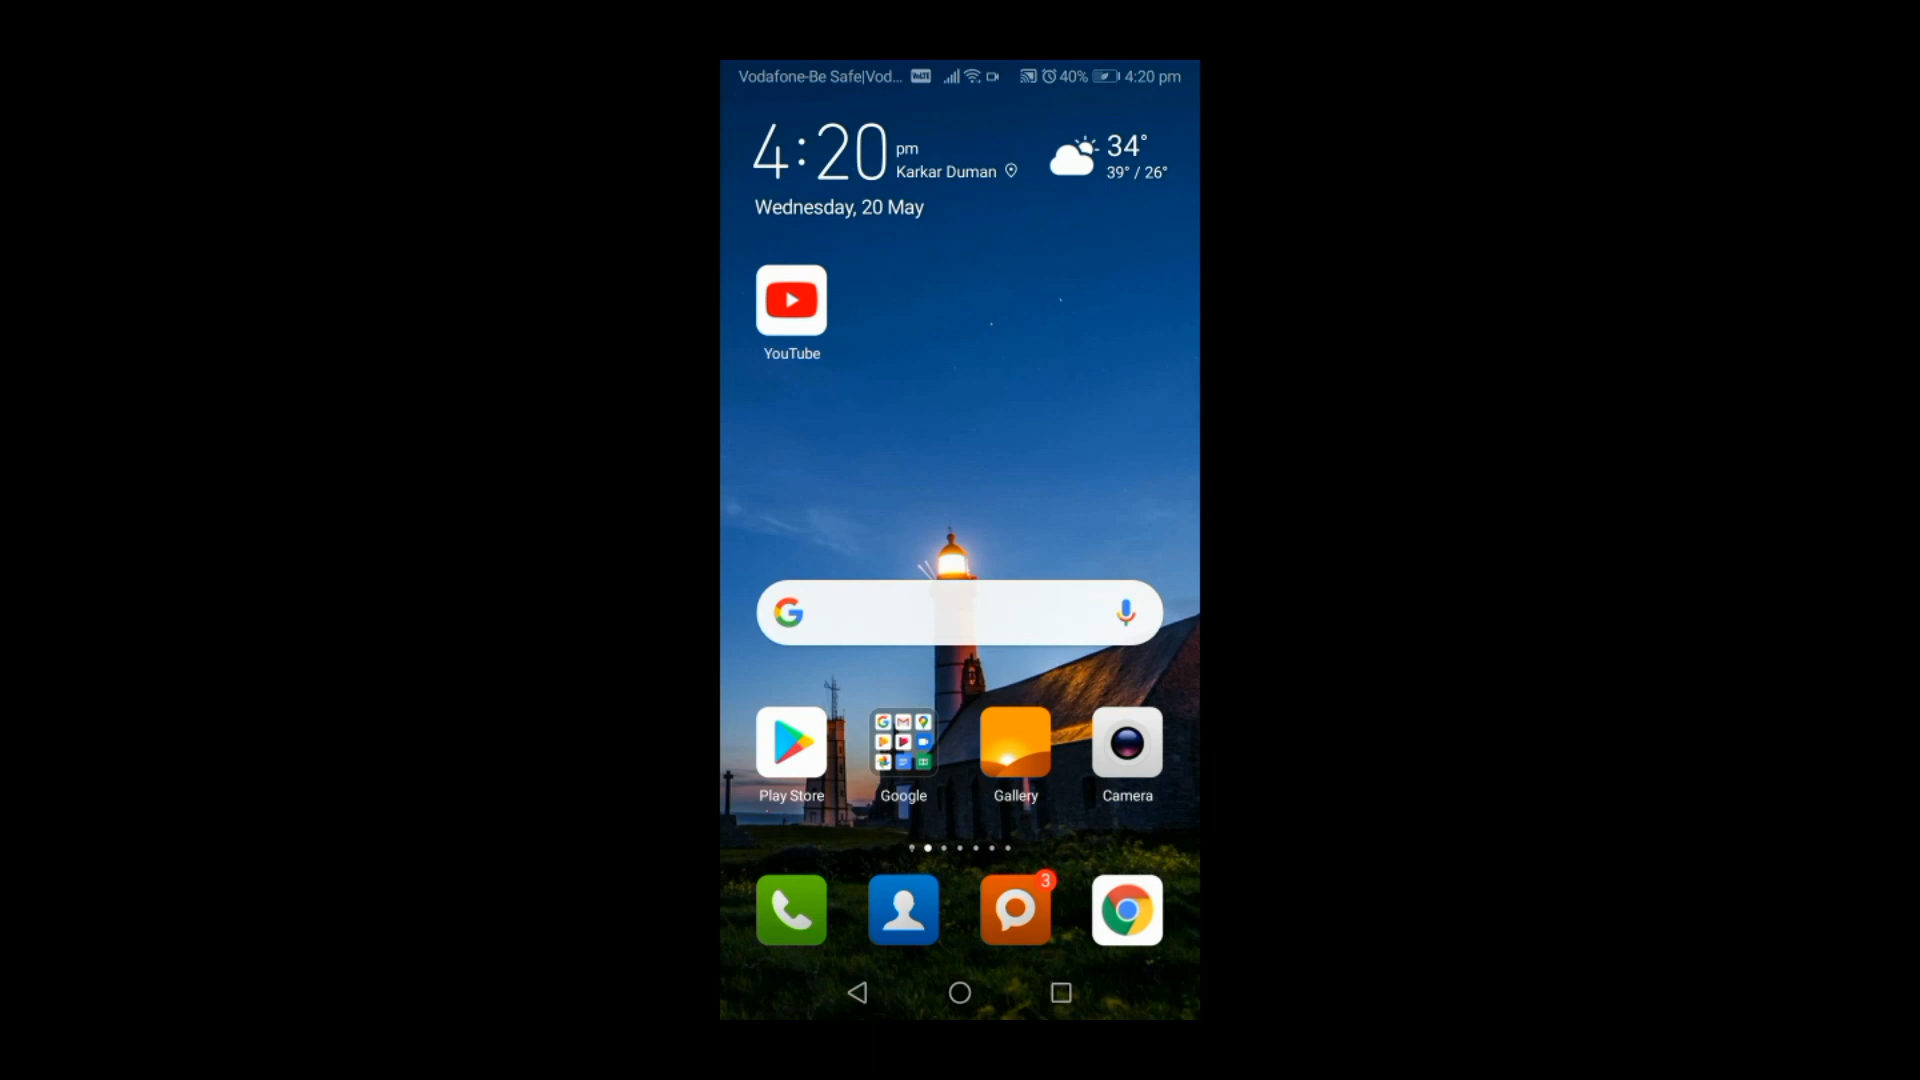 Vodafone-Be Safe|Vod... VoLTE 40% 4:20 pm
4:20 pm
Karkar Duman
34°
39° / 26°
Wednesday, 20 May
YouTube
Play Store Google Gallery Camera
3